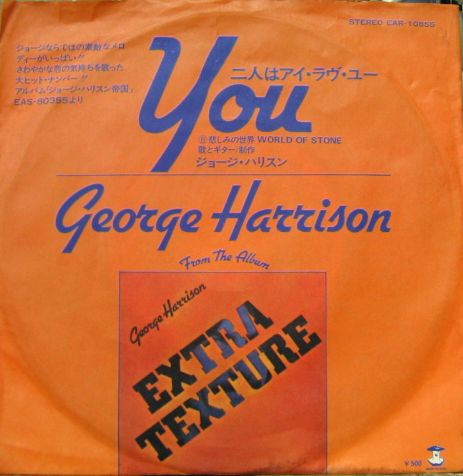 STEREO EAR-10855
ジョージならではの素敵なメロ
ディーがいっぱい!!
さわやかな恋の気持ちを歌った
大ヒット・ナンバー!!
アルバム「ジョージ・ハリスン帝国」
EAS-80355より
二人はアイ・ラヴ・ユー
You
Ⓑ悲しみの世界 WORLD OF STONE
歌とギター/制作
ジョージ・ハリスン
George Harrison
From The Album
George Harrison
EXTRA
TEXTURE
¥500